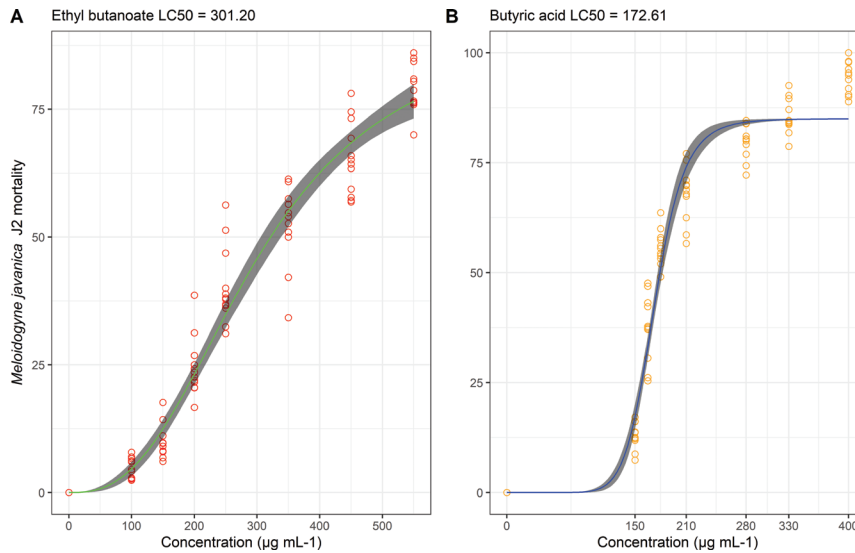 A
Ethyl butanoate LC50 = 301.20
Meloidogyne javanica J2 mortality
75
50
25
0
0 100 200 300 400 500
Concentration (µg mL-1)
B
Butyric acid LC50 = 172.61
100
75
50
25
0
0 150 210 280 330 400
Concentration (µg mL-1)